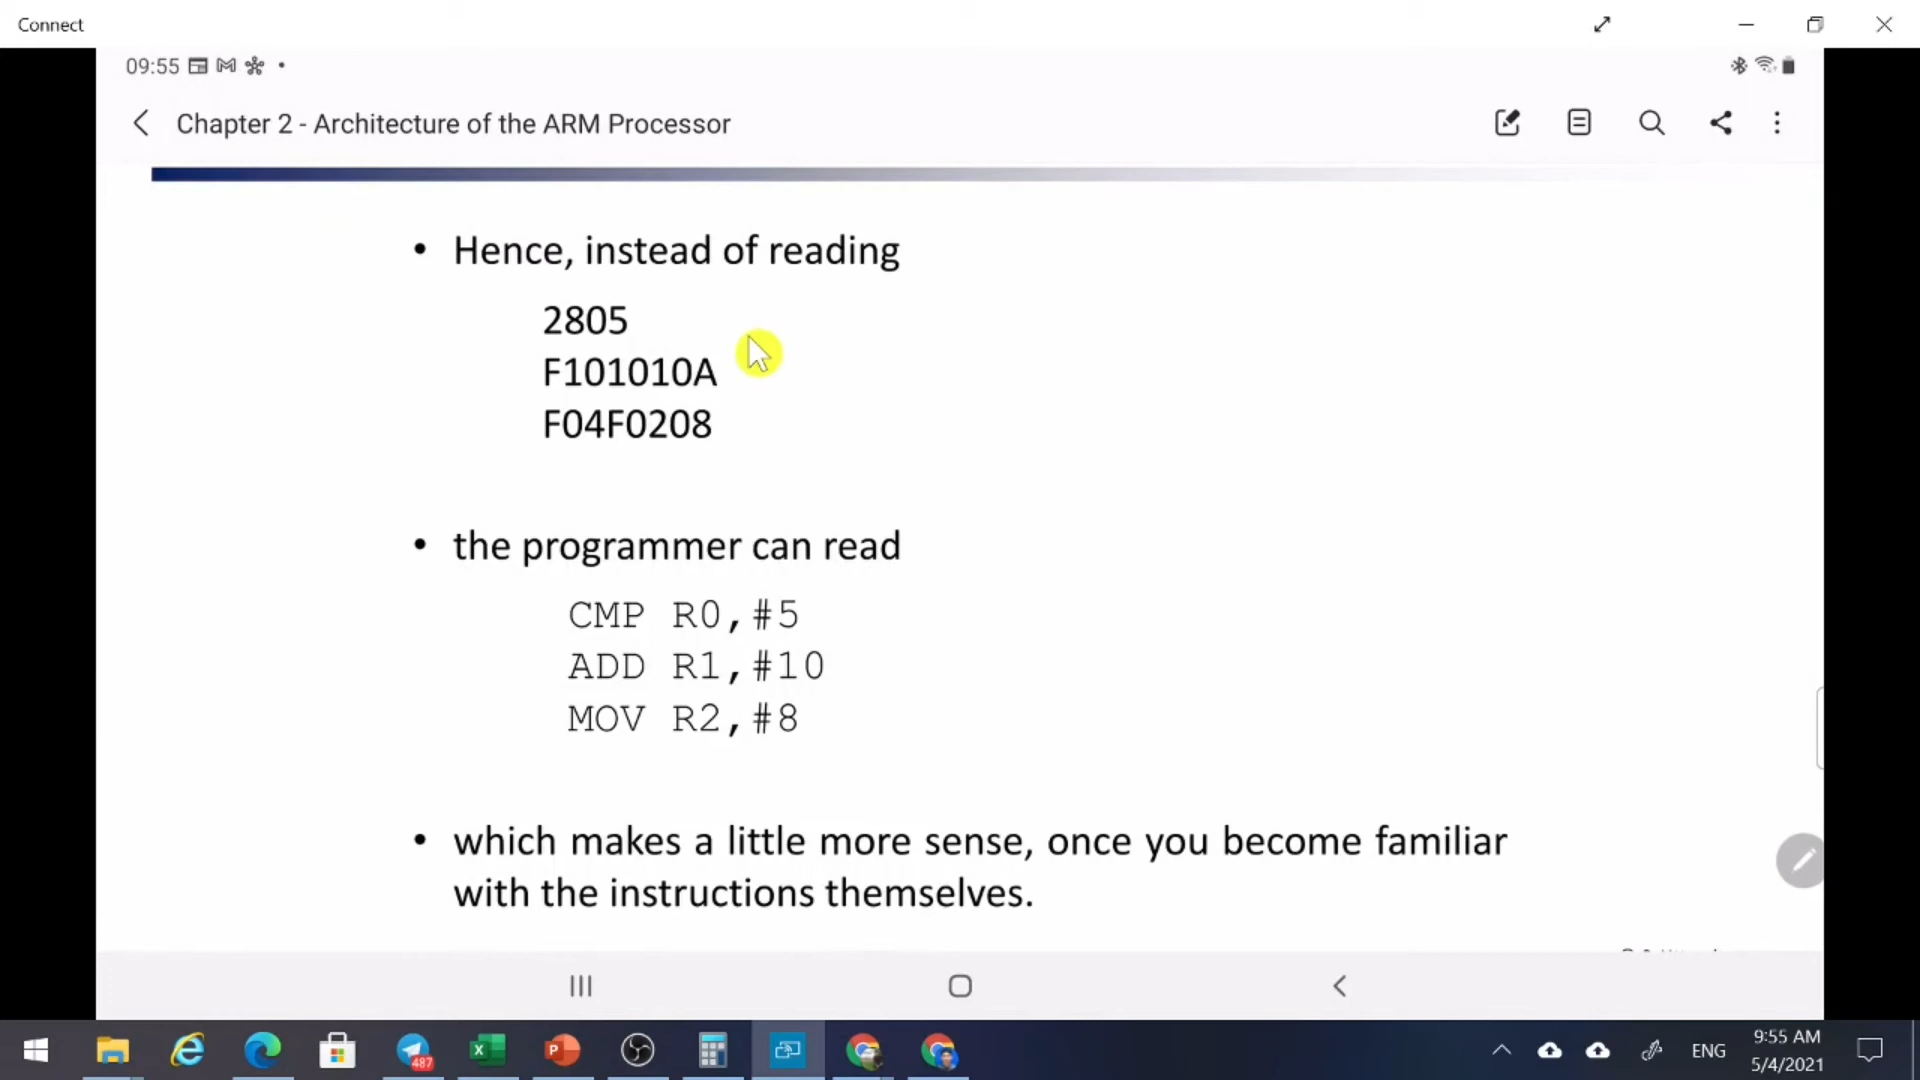 Connect
09:55
Chapter 2 - Architecture of the ARM Processor
• Hence, instead of reading
2805
F101010A
F04F0208
• the programmer can read
CMP R0,#5
ADD R1,#10
MOV R2,#8
• which makes a little more sense, once you become familiar
with the instructions themselves.
487
ENG
9:55 AM
5/4/2021